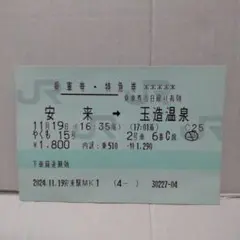 乗車券・特急券
安来 → 玉造温泉
11月19日 (16:35発) (17:01着) C25
やくも 15号 2号車 6番C席
￥1,800 内訳:乗510・特1,290
下車前途無効
2024.11.19 MK1 (4- ) 30227-04